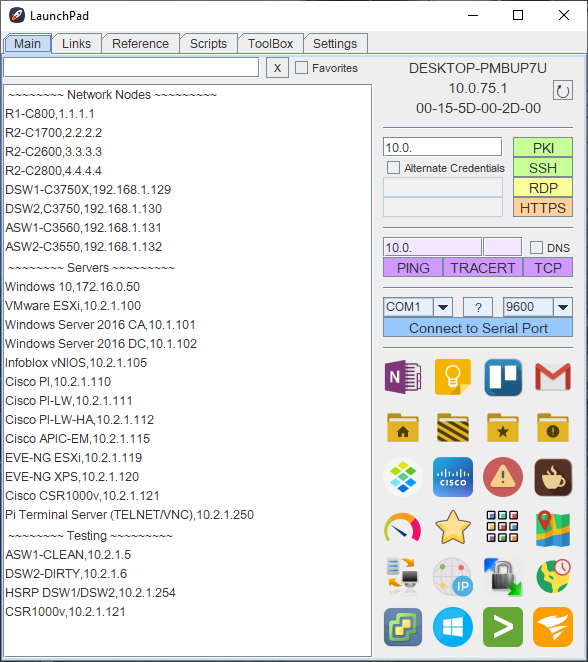 LaunchPad
Main Links Reference Scripts ToolBox Settings
X Favorites
~~~~~~~~ Network Nodes ~~~~~~~~~
R1-C800,1.1.1.1
R2-C1700,2.2.2.2
R2-C2600,3.3.3.3
R2-C2800,4.4.4.4
DSW1-C3750X,192.168.1.129
DSW2,C3750,192.168.1.130
ASW1-C3560,192.168.1.131
ASW2-C3550,192.168.1.132
~~~~~~~~ Servers ~~~~~~~~~
Windows 10,172.16.0.50
VMware ESXi,10.2.1.100
Windows Server 2016 CA,10.1.101
Windows Server 2016 DC,10.1.102
Infoblox vNIOS,10.2.1.105
Cisco PI,10.2.1.110
Cisco PI-LW,10.2.1.111
Cisco PI-LW-HA,10.2.1.112
Cisco APIC-EM,10.2.1.115
EVE-NG ESXi,10.2.1.119
EVE-NG XPS,10.2.1.120
Cisco CSR1000v,10.2.1.121
Pi Terminal Server (TELNET/VNC),10.2.1.250
~~~~~~~~ Testing ~~~~~~~~~
ASW1-CLEAN,10.2.1.5
DSW2-DIRTY,10.2.1.6
HSRP DSW1/DSW2,10.2.1.254
CSR1000v,10.2.1.121
DESKTOP-PMBUP7U
10.0.75.1
00-15-5D-00-2D-00
10.0. PKI
Alternate Credentials SSH
RDP
HTTPS
10.0. DNS
PING TRACERT TCP
COM1 ? 9600
Connect to Serial Port
N
CISCO
IP